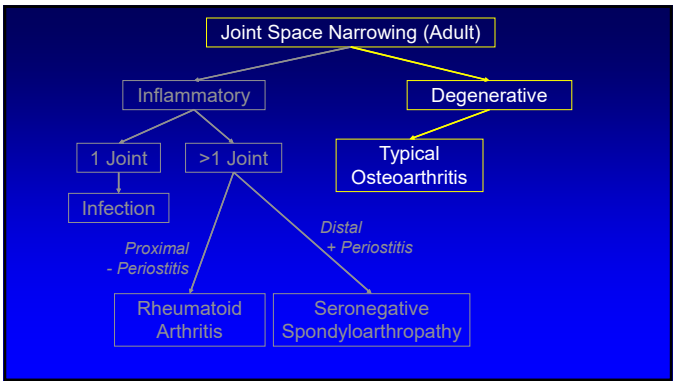 Joint Space Narrowing (Adult)
Inflammatory
Degenerative
1 Joint
>1 Joint
Typical
Osteoarthritis
Infection
Distal
+ Periostitis
Proximal
- Periostitis
Rheumatoid
Arthritis
Seronegative
Spondyloarthropathy